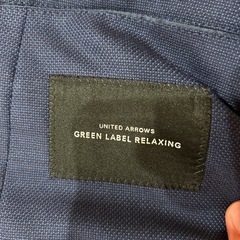 UNITED ARROWS
GREEN LABEL RELAXING